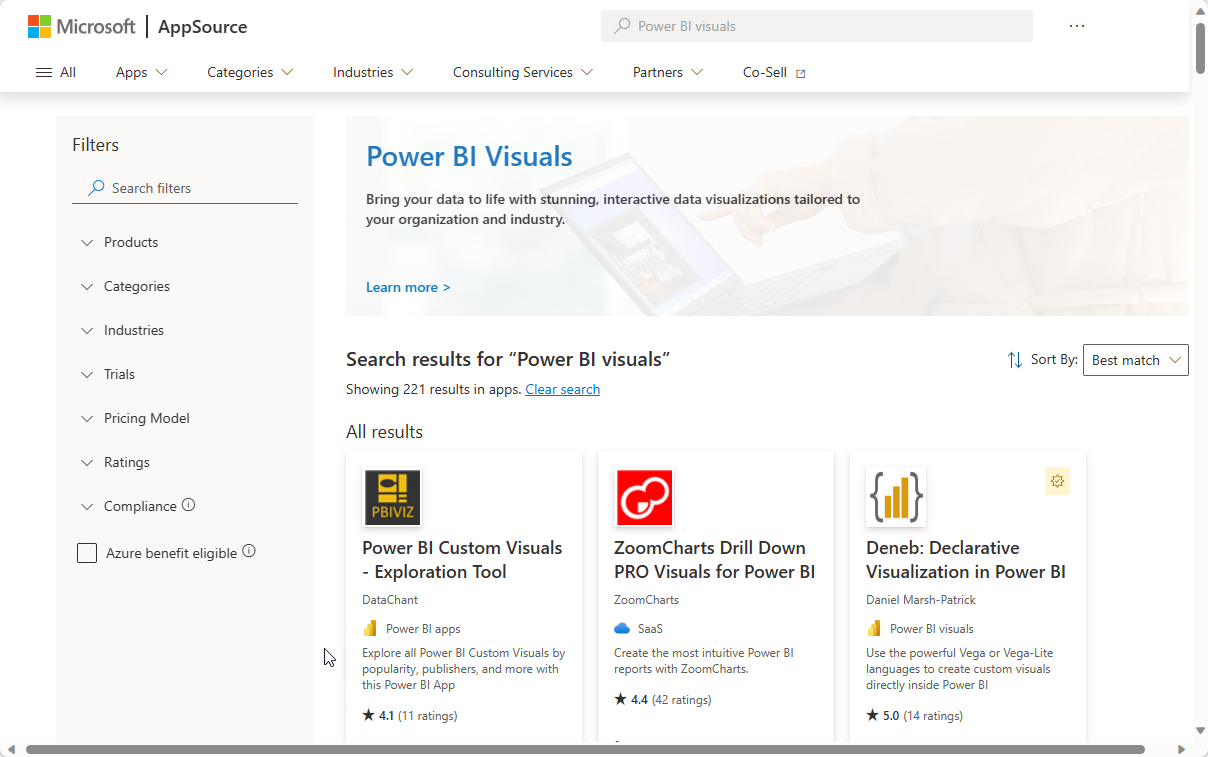 Microsoft | AppSource
Power BI visuals
...
All
Apps
Categories
Industries
Consulting Services
Partners
Co-Sell
Filters
Search filters
Products
Categories
Industries
Trials
Pricing Model
Ratings
Compliance
Azure benefit eligible
Power BI Visuals
Bring your data to life with stunning, interactive data visualizations tailored to
your organization and industry.
Learn more >
Search results for “Power BI visuals”
Sort By:
Best match
Showing 221 results in apps. Clear search
All results
PBIVIZ
Power BI Custom Visuals
- Exploration Tool
DataChant
Power BI apps
Explore all Power BI Custom Visuals by
popularity, publishers, and more with
this Power BI App
★ 4.1 (11 ratings)
ZoomCharts Drill Down
PRO Visuals for Power BI
ZoomCharts
SaaS
Create the most intuitive Power BI
reports with ZoomCharts.
★ 4.4 (42 ratings)
Deneb: Declarative
Visualization in Power BI
Daniel Marsh-Patrick
Power BI visuals
Use the powerful Vega or Vega-Lite
languages to create custom visuals
directly inside Power BI
★ 5.0 (14 ratings)